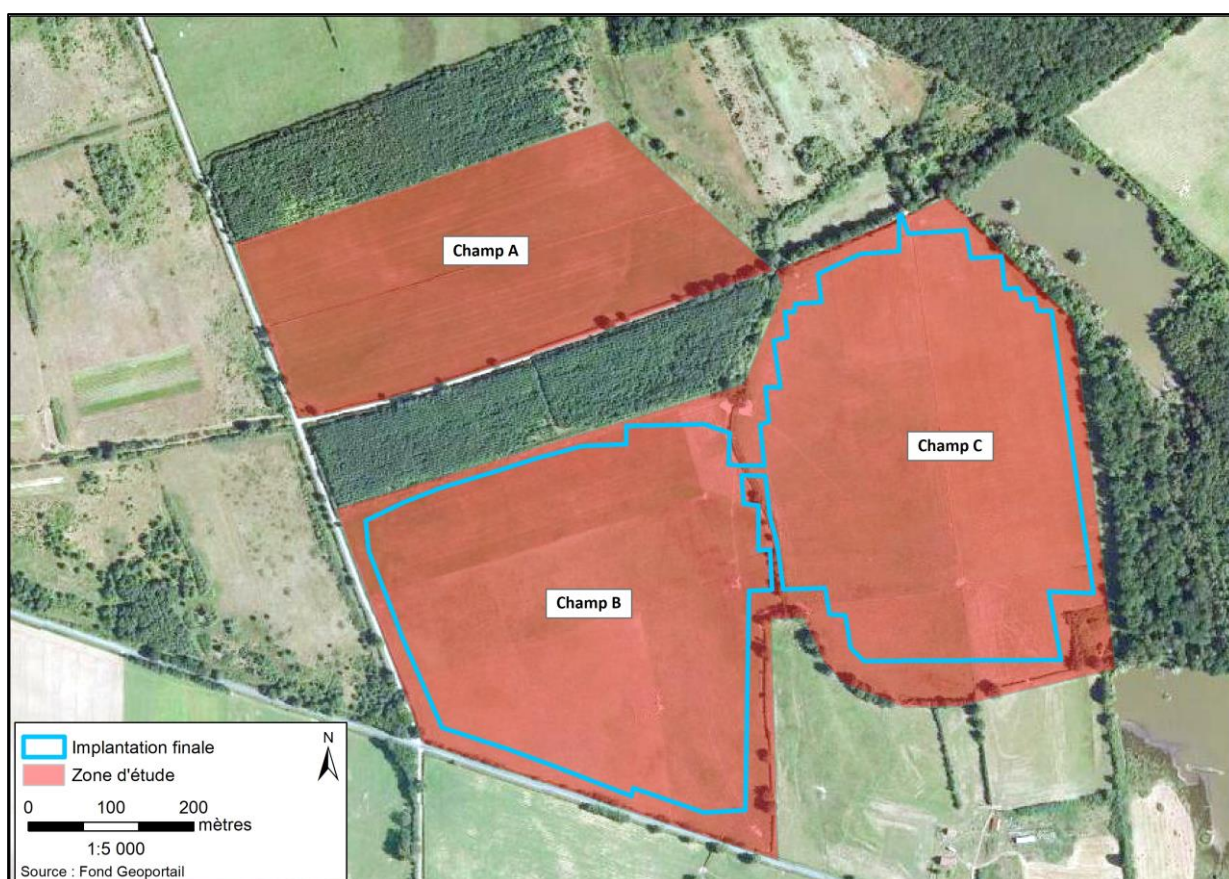 Champ A
Champ C
Champ B
Implantation finale
N
Zone d'étude
0 100 200
mètres
1:5 000
Source : Fond Geoportail